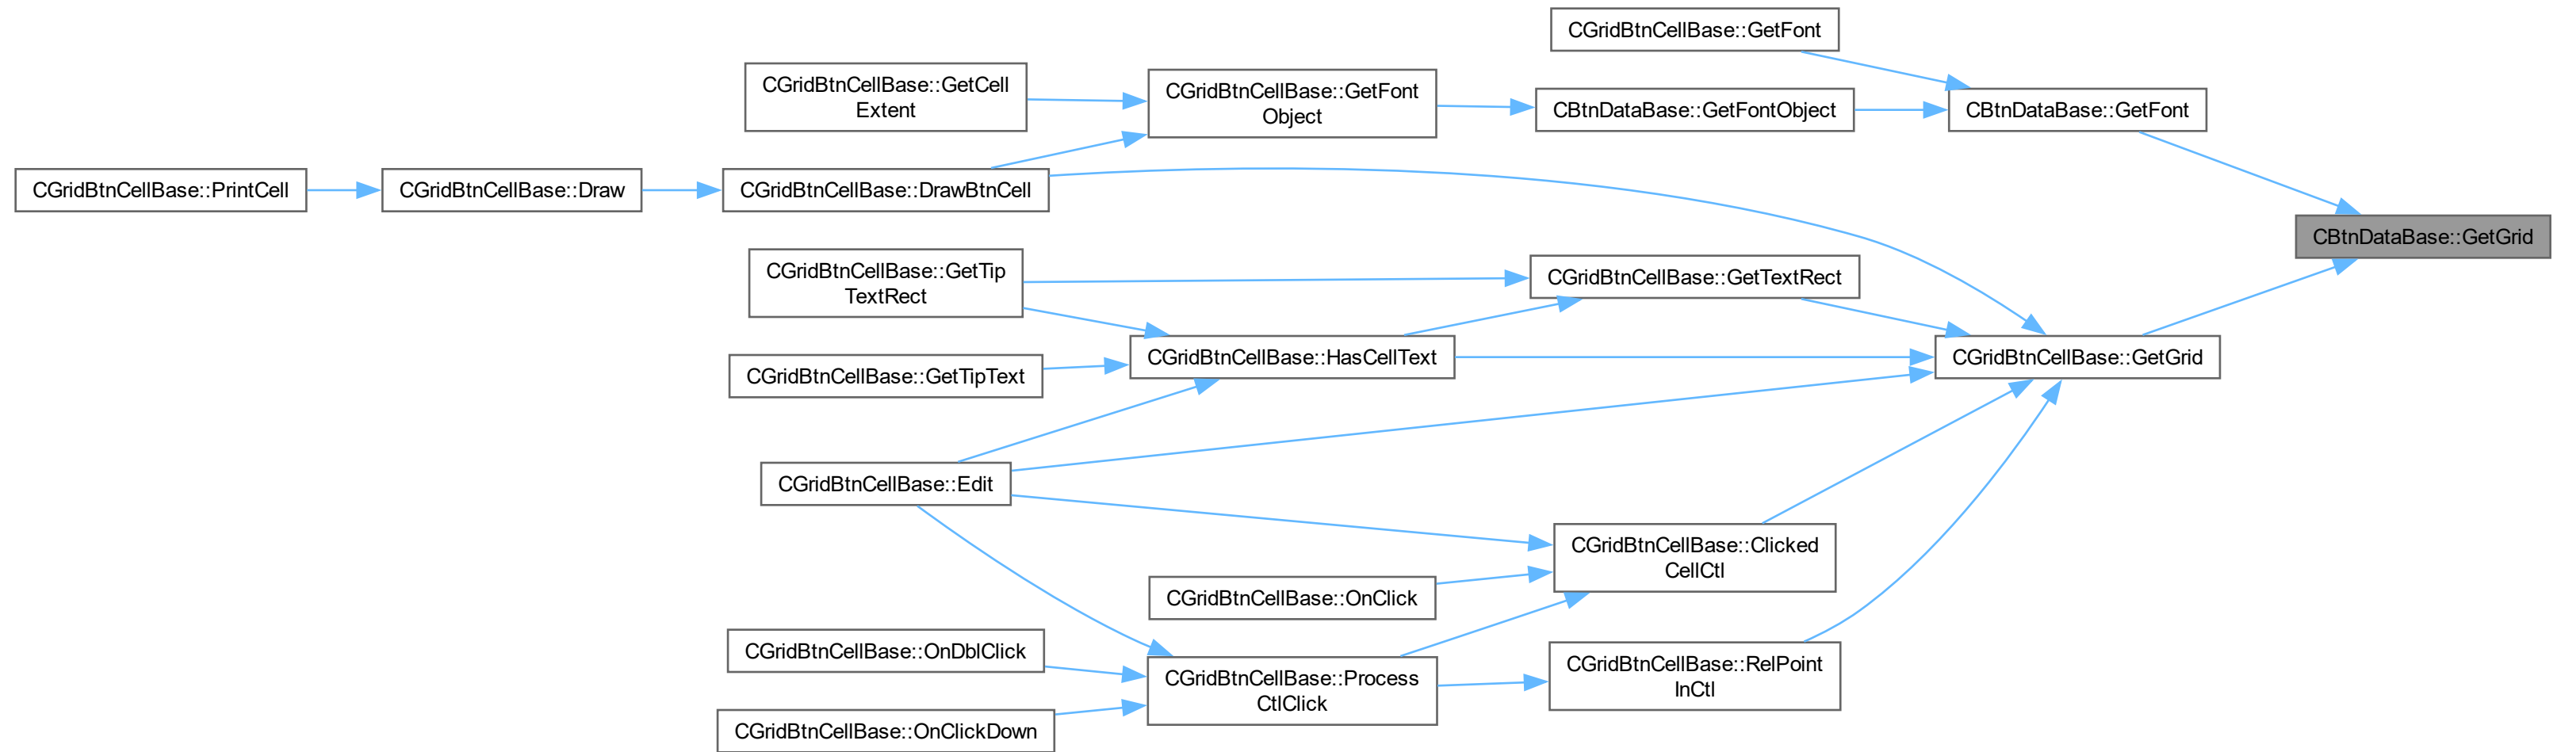 CGridBtnCellBase::GetFont
CGridBtnCellBase::GetCell
Extent
CGridBtnCellBase::GetFont
Object
CBtnDataBase::GetFontObject
CBtnDataBase::GetFont
CGridBtnCellBase::PrintCell
CGridBtnCellBase::Draw
CGridBtnCellBase::DrawBtnCell
CBtnDataBase::GetGrid
CGridBtnCellBase::GetTip
TextRect
CGridBtnCellBase::GetTextRect
CGridBtnCellBase::HasCellText
CGridBtnCellBase::GetGrid
CGridBtnCellBase::GetTipText
CGridBtnCellBase::Edit
CGridBtnCellBase::Clicked
CellCtl
CGridBtnCellBase::OnClick
CGridBtnCellBase::OnDblClick
CGridBtnCellBase::Process
CtlClick
CGridBtnCellBase::RelPoint
InCtl
CGridBtnCellBase::OnClickDown